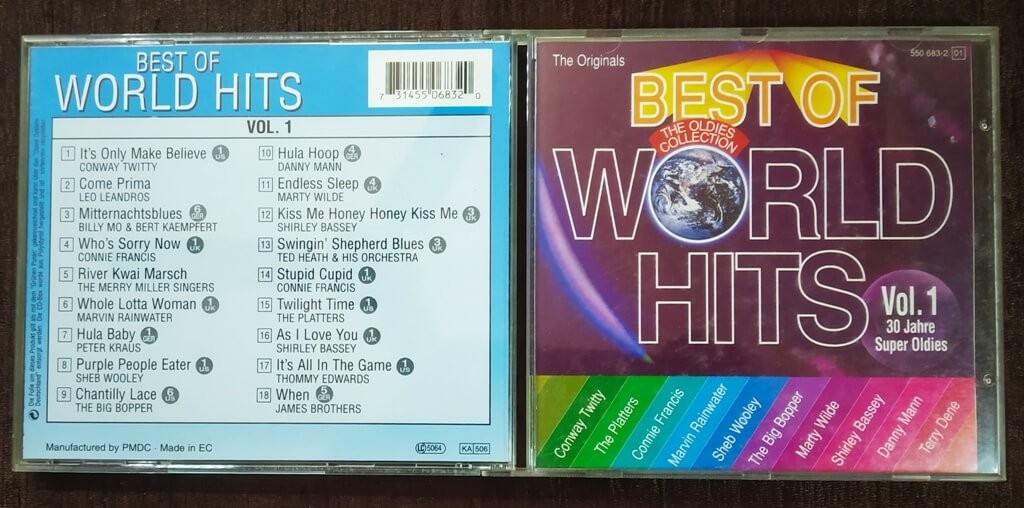 BEST OF
WORLD HITS
7 31455 06832 0
VOL. 1
1 It's Only Make Believe 1 US
CONWAY TWITTY
2 Come Prima
LEO LEANDROS
3 Mitternachtsblues 6 GER
BILLY MO & BERT KAEMPFERT
4 Who's Sorry Now 1 UK
CONNIE FRANCIS
5 River Kwai Marsch
THE MERRY MILLER SINGERS
6 Whole Lotta Woman 1 UK
MARVIN RAINWATER
7 Hula Baby 1 GER
PETER KRAUS
8 Purple People Eater 1 US
SHEB WOOLEY
9 Chantilly Lace 6 US
THE BIG BOPPER
10 Hula Hoop 4 GER
DANNY MANN
11 Endless Sleep 4 UK
MARTY WILDE
12 Kiss Me Honey Honey Kiss Me 3 UK
SHIRLEY BASSEY
13 Swingin' Shepherd Blues 3 UK
TED HEATH & HIS ORCHESTRA
14 Stupid Cupid 1 UK
CONNIE FRANCIS
15 Twilight Time 1 US
THE PLATTERS
16 As I Love You 1 UK
SHIRLEY BASSEY
17 It's All In The Game 1 US
THOMMY EDWARDS
18 When 5 GER
JAMES BROTHERS
Manufactured by PMDC · Made in EC
LC 5064
KA 506
The Originals
550 683-2 01
BEST OF
THE OLDIES
COLLECTION
WORLD
HITS
Vol. 1
30 Jahre
Super Oldies
Conway Twitty
The Platters
Connie Francis
Marvin Rainwater
Sheb Wooley
The Big Bopper
Marty Wilde
Shirley Bassey
Danny Mann
Terry Dene